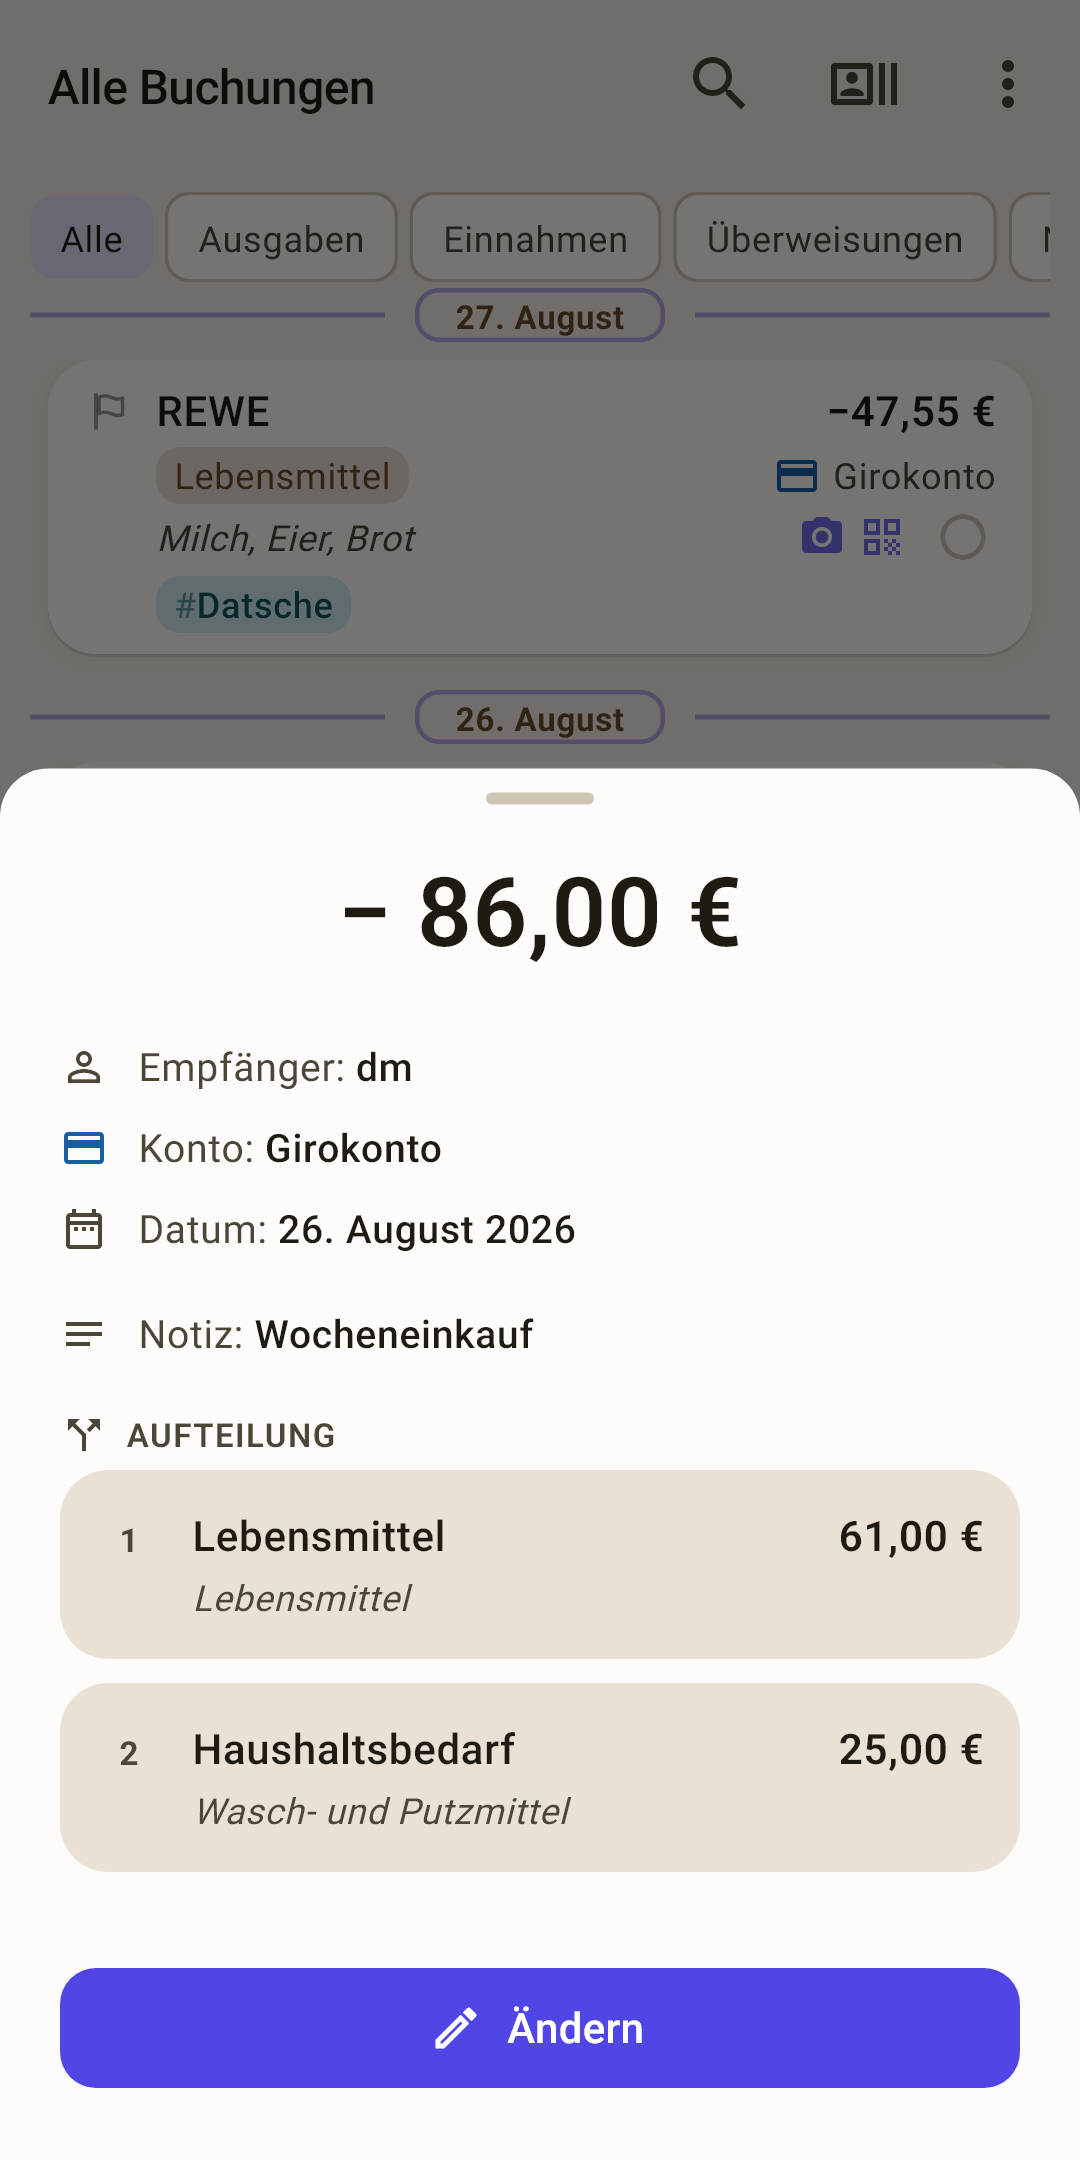 Alle Buchungen
Alle
Ausgaben
Einnahmen
Überweisungen
27. August
REWE
−47,55 €
Lebensmittel
Girokonto
Milch, Eier, Brot
#Datsche
26. August
− 86,00 €
Empfänger: dm
Konto: Girokonto
Datum: 26. August 2026
Notiz: Wocheneinkauf
AUFTEILUNG
1
Lebensmittel
61,00 €
Lebensmittel
2
Haushaltsbedarf
25,00 €
Wasch- und Putzmittel
Ändern